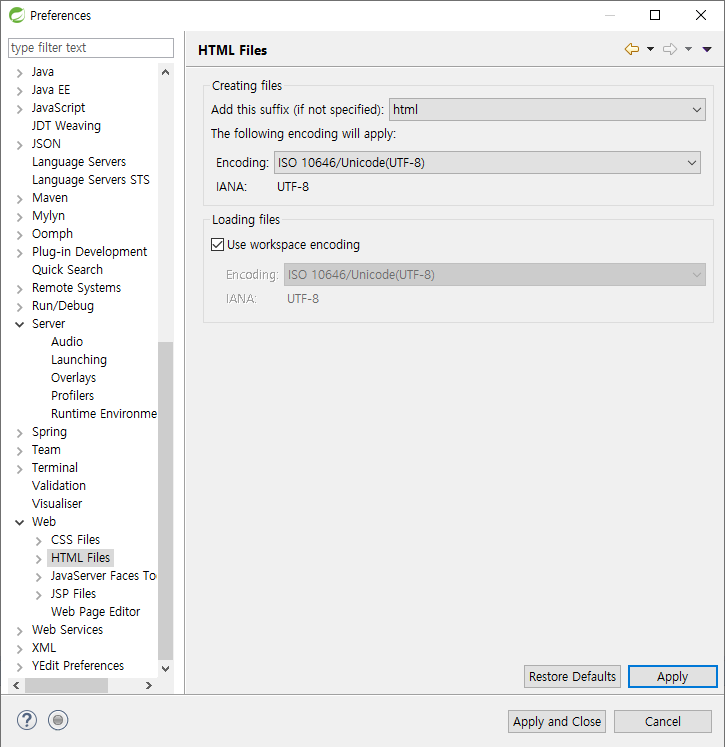 Preferences
type filter text
Java
Java EE
JavaScript
JDT Weaving
JSON
Language Servers
Language Servers STS
Maven
Mylyn
Oomph
Plug-in Development
Quick Search
Remote Systems
Run/Debug
Server
Audio
Launching
Overlays
Profilers
Runtime Environme
Spring
Team
Terminal
Validation
Visualiser
Web
CSS Files
HTML Files
JavaServer Faces To
JSP Files
Web Page Editor
Web Services
XML
YEdit Preferences
HTML Files
Creating files
Add this suffix (if not specified): html
The following encoding will apply:
Encoding: ISO 10646/Unicode(UTF-8)
IANA: UTF-8
Loading files
Use workspace encoding
Encoding: ISO 10646/Unicode(UTF-8)
IANA: UTF-8
Restore Defaults Apply
? Apply and Close Cancel